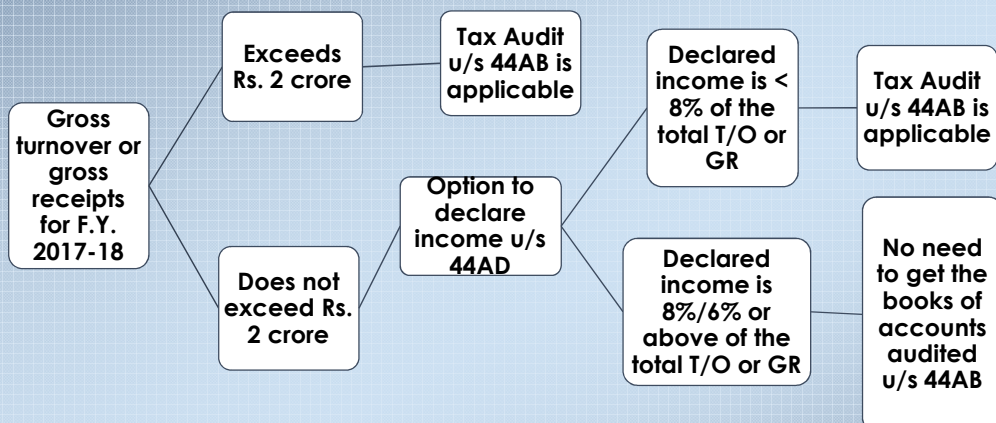 Gross
turnover or
gross
receipts
for F.Y.
2017-18
Exceeds
Rs. 2 crore
Tax Audit
u/s 44AB is
applicable
Does not
exceed Rs.
2 crore
Option to
declare
income u/s
44AD
Declared
income is <
8% of the
total T/O or
GR
Tax Audit
u/s 44AB is
applicable
Declared
income is
8%/6% or
above of the
total T/O or GR
No need
to get the
books of
accounts
audited
u/s 44AB